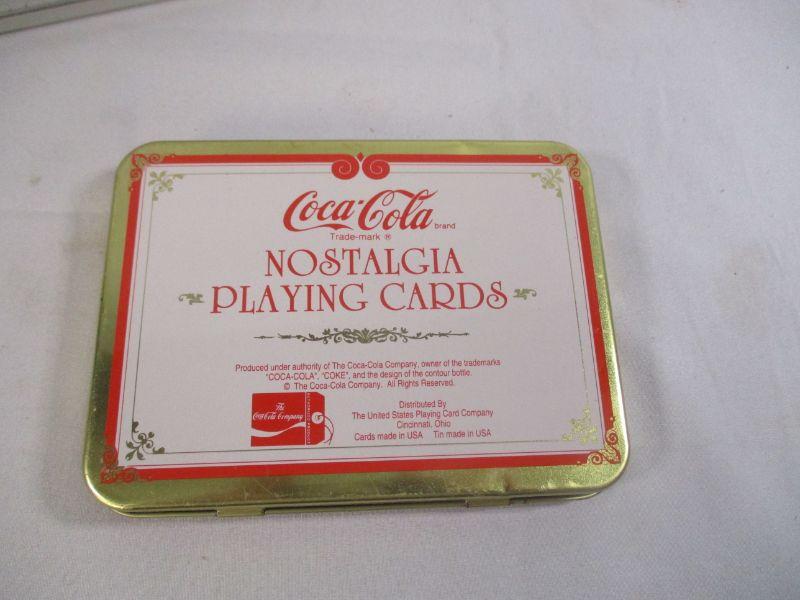 Coca-Cola brand
Trade-mark ®
NOSTALGIA
PLAYING CARDS
Produced under authority of The Coca-Cola Company, owner of the trademarks
"COCA-COLA", "COKE", and the design of the contour bottle.
© The Coca-Cola Company. All Rights Reserved.
The
Coca-Cola Company
Distributed By
The United States Playing Card Company
Cincinnati, Ohio
Cards made in USA Tin made in USA